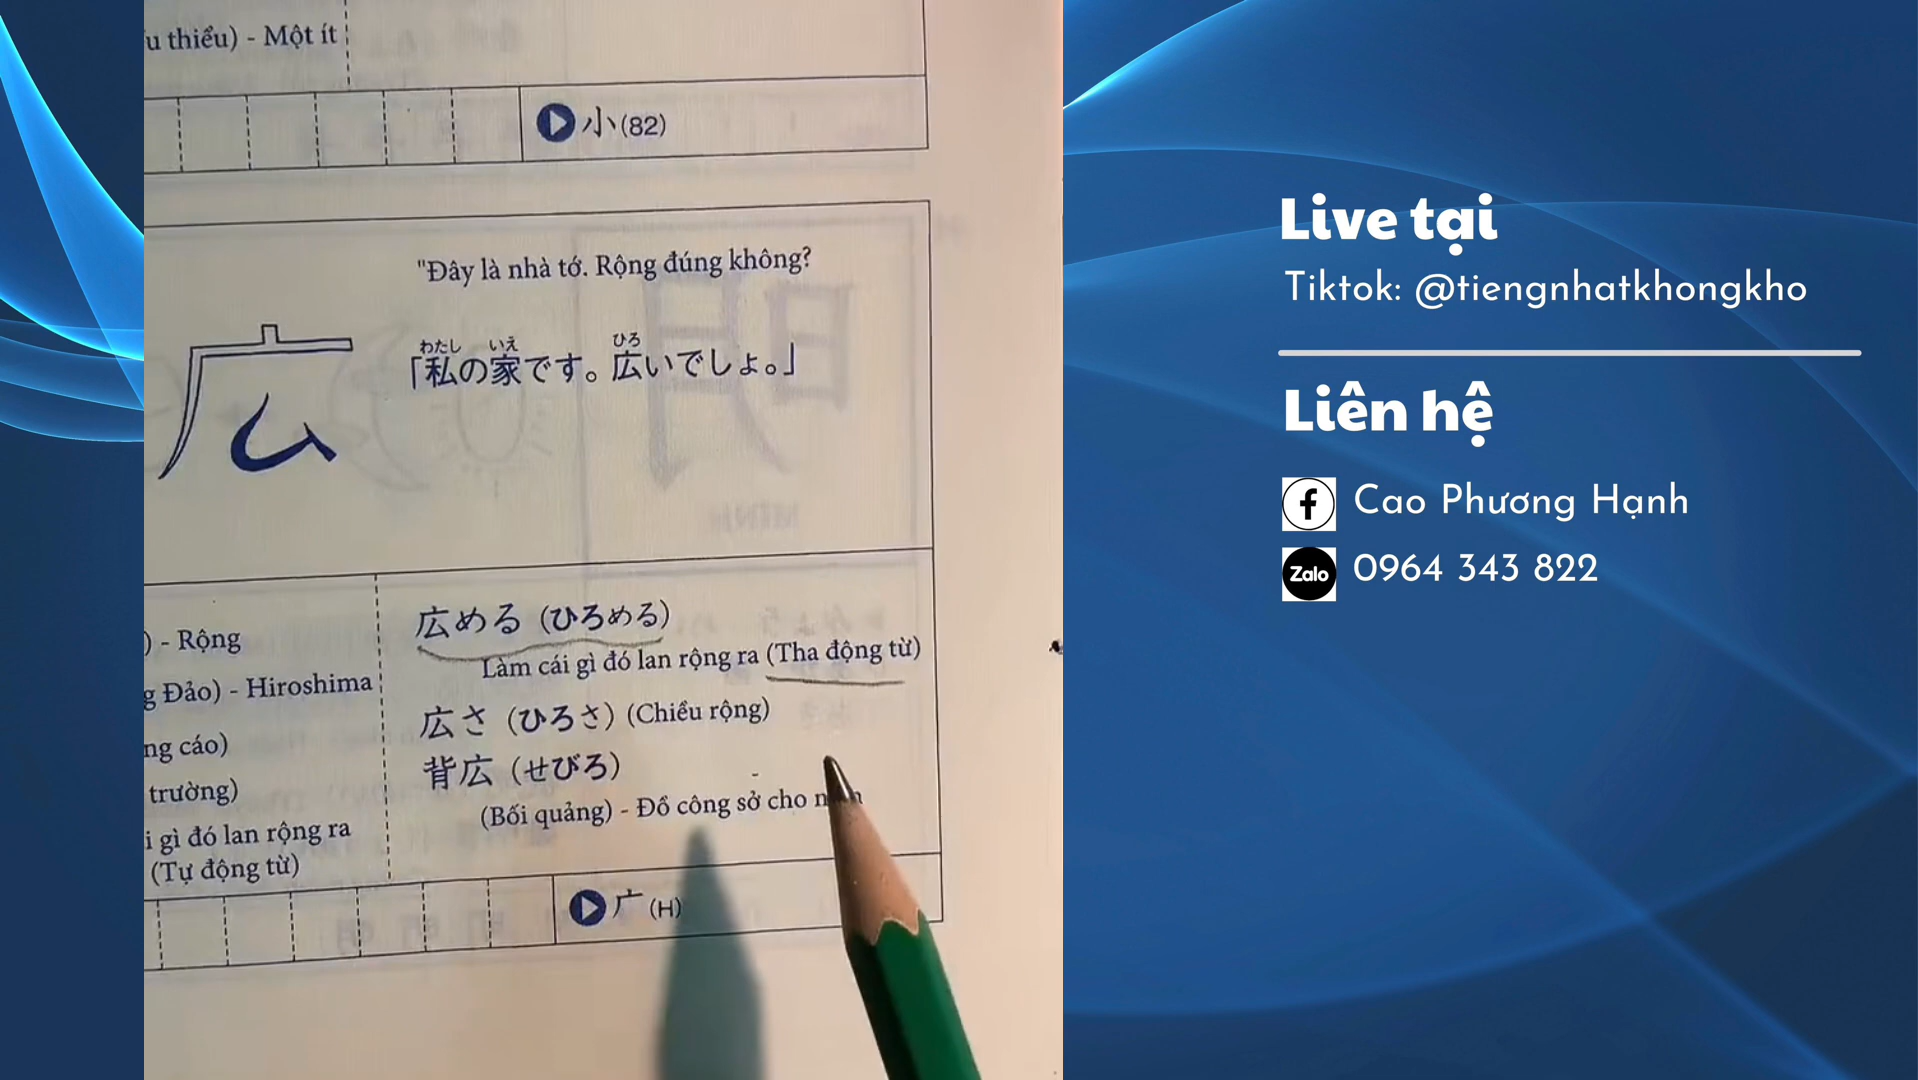 u thiểu) - Một ít
小(82)
"Đây là nhà tớ. Rộng đúng không?
わたし いえ ひろ
「私の家です。広いでしょ。」
広
広める (ひろめる)
Làm cái gì đó lan rộng ra (Tha động từ)
広さ (ひろさ) (Chiều rộng)
背広 (せびろ)
(Bối quảng) - Đồ công sở cho
) - Rộng
g Đảo) - Hiroshima
ng cáo)
trường)
i gì đó lan rộng ra
(Tự động từ)
广(H)
Live tại
Tiktok: @tiengnhatkhongkho
Liên hệ
f Cao Phương Hạnh
Zalo 0964 343 822